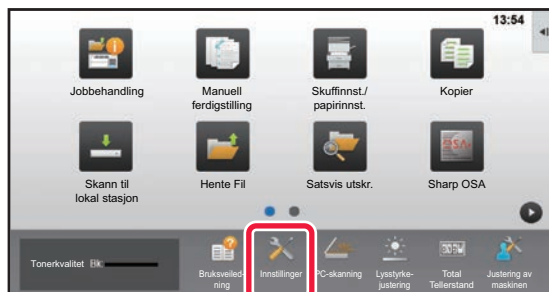 13:54
Jobbehandling
Manuell
ferdigstilling
Skuffinnst./
papirinnst.
Kopier
Skann til
lokal stasjon
Hente Fil
Satsvis utskr.
Sharp OSA
Tonerkvalitet Bk
Bruksveiled-
ning
Innstillinger
PC-skanning
Lysstyrke-
justering
Total
Tellerstand
Justering av
maskinen